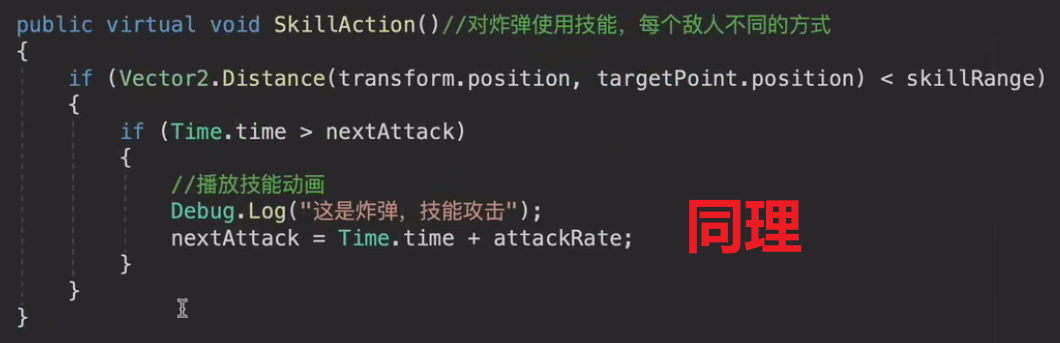 public virtual void SkillAction()//对炸弹使用技能，每个敌人不同的方式
{
if (Vector2.Distance(transform.position, targetPoint.position) < skillRange)
{
if (Time.time > nextAttack)
{
//播放技能动画
Debug.Log("这是炸弹，技能攻击");
nextAttack = Time.time + attackRate;
同理
}
}
}